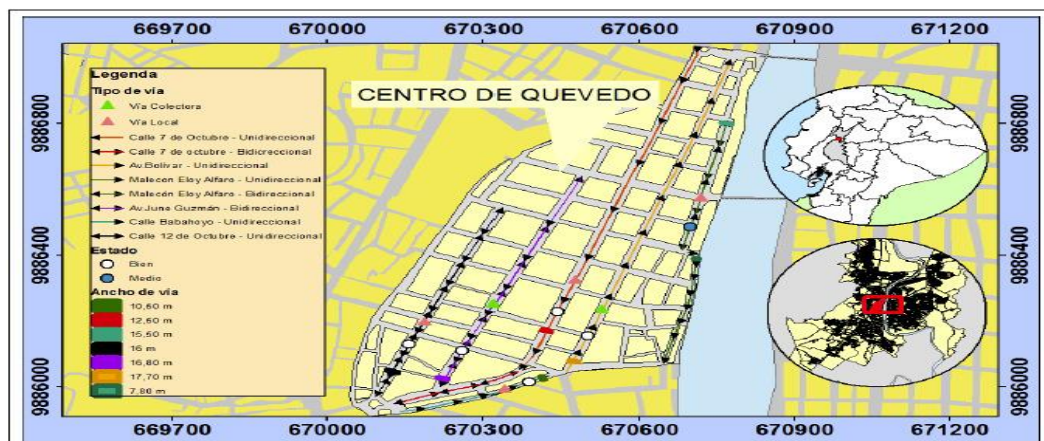 669700 670000 670300 670600 670900 671200
9886800
9886400
9886000
Legenda
Tipo de vía
Vía Colectora
Vía Local
Calle 7 de Octubre - Unidireccional
Calle 7 de octubre - Bidireccional
Av.Bolívar - Unidireccional
Malecón Eloy Alfaro - Unidireccional
Malecón Eloy Alfaro - Bidireccional
Av.June Guzmán - Bidireccional
Calle Babahoyo - Unidireccional
Calle 12 de Octubre - Unidireccional
Estado
Bien
Medio
Ancho de vía
10,60 m
12,60 m
15,50 m
16 m
16,80 m
17,70 m
7,80 m
CENTRO DE QUEVEDO
9886800
9886400
9886000
669700 670000 670300 670600 670900 671200